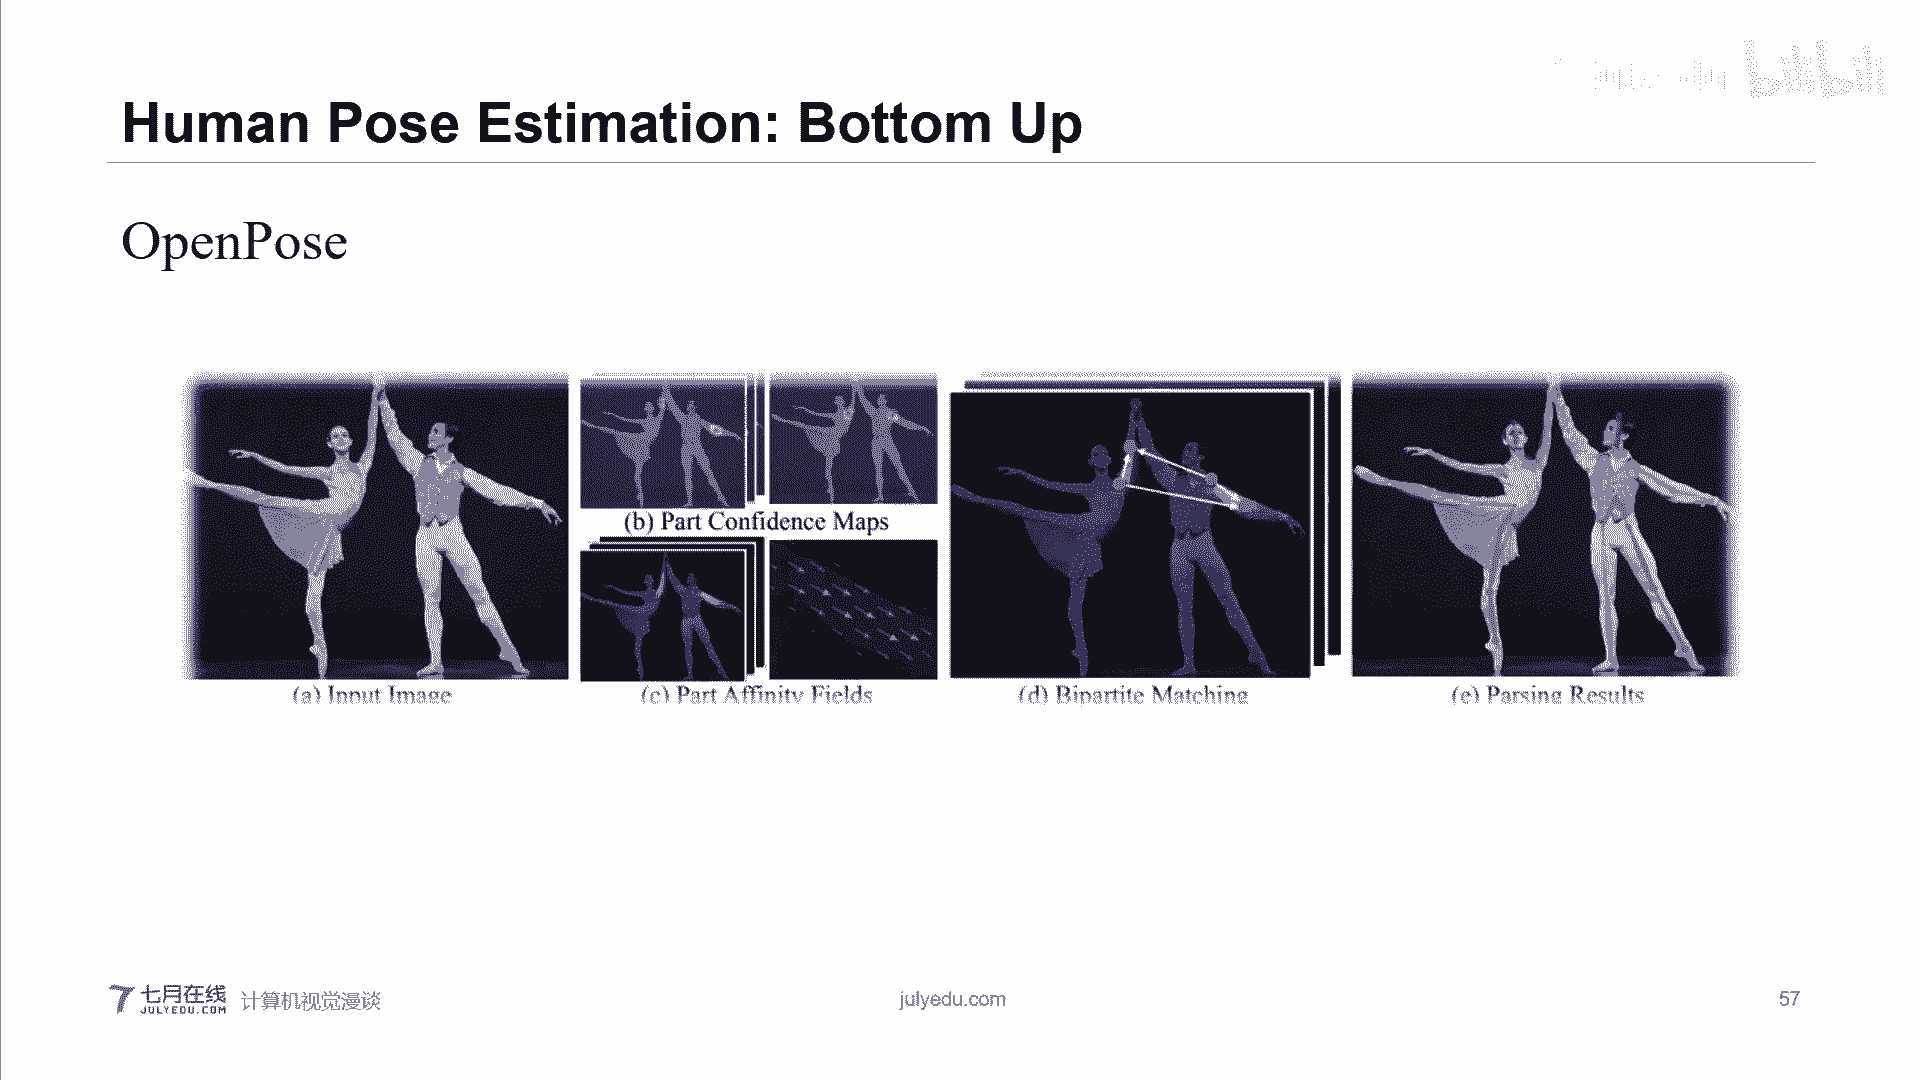 bilibili
Human Pose Estimation: Bottom Up
OpenPose
(b) Part Confidence Maps
(a) Input Image
(c) Part Affinity Fields
(d) Bipartite Matching
(e) Parsing Results
七月在线
JULYEDU.COM
计算机视觉漫谈
julyedu.com
57